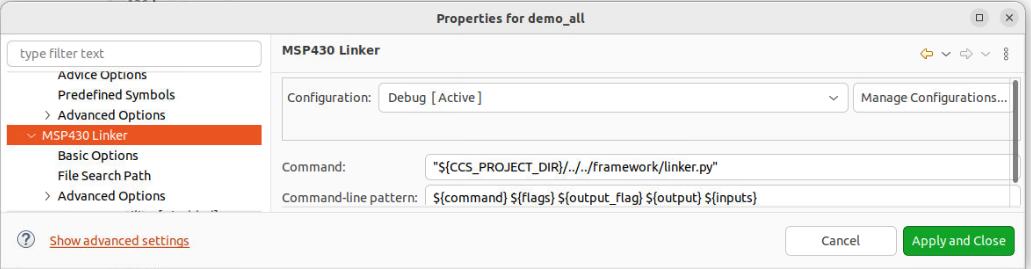 Properties for demo_all
type filter text
Advice Options
Predefined Symbols
Advanced Options
MSP430 Linker
Basic Options
File Search Path
Advanced Options
MSP430 Linker
Configuration: Debug [ Active ]
Manage Configurations...
Command: "${CCS_PROJECT_DIR}/../../framework/linker.py"
Command-line pattern: ${command} ${flags} ${output_flag} ${output} ${inputs}
Show advanced settings
Cancel
Apply and Close